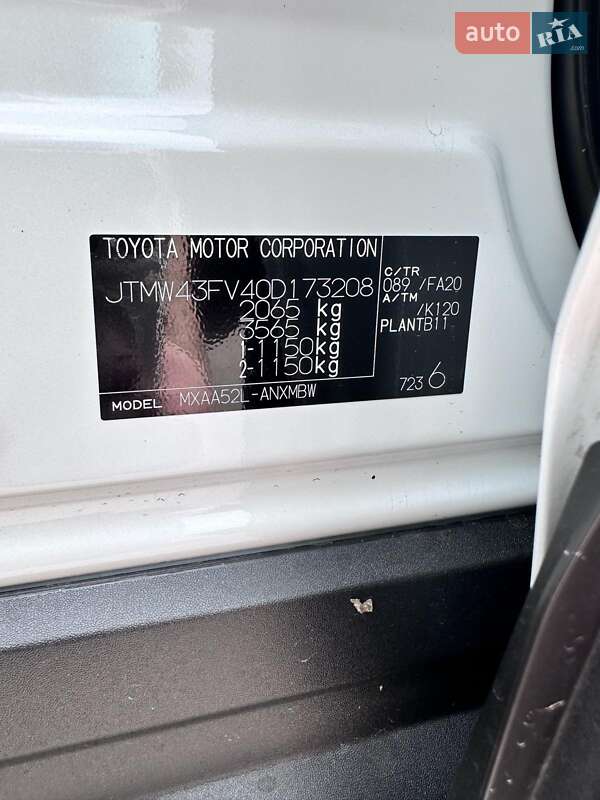 auto RIA.com
TOYOTA MOTOR CORPORATION
JTMW43FV40D173208
2065 kg
3565 kg
1-1150kg
2-1150kg
C/TR
089 /FA20
A/TM
/K120
PLANTB11
MODEL MXAA52L-ANXMBW
723 6